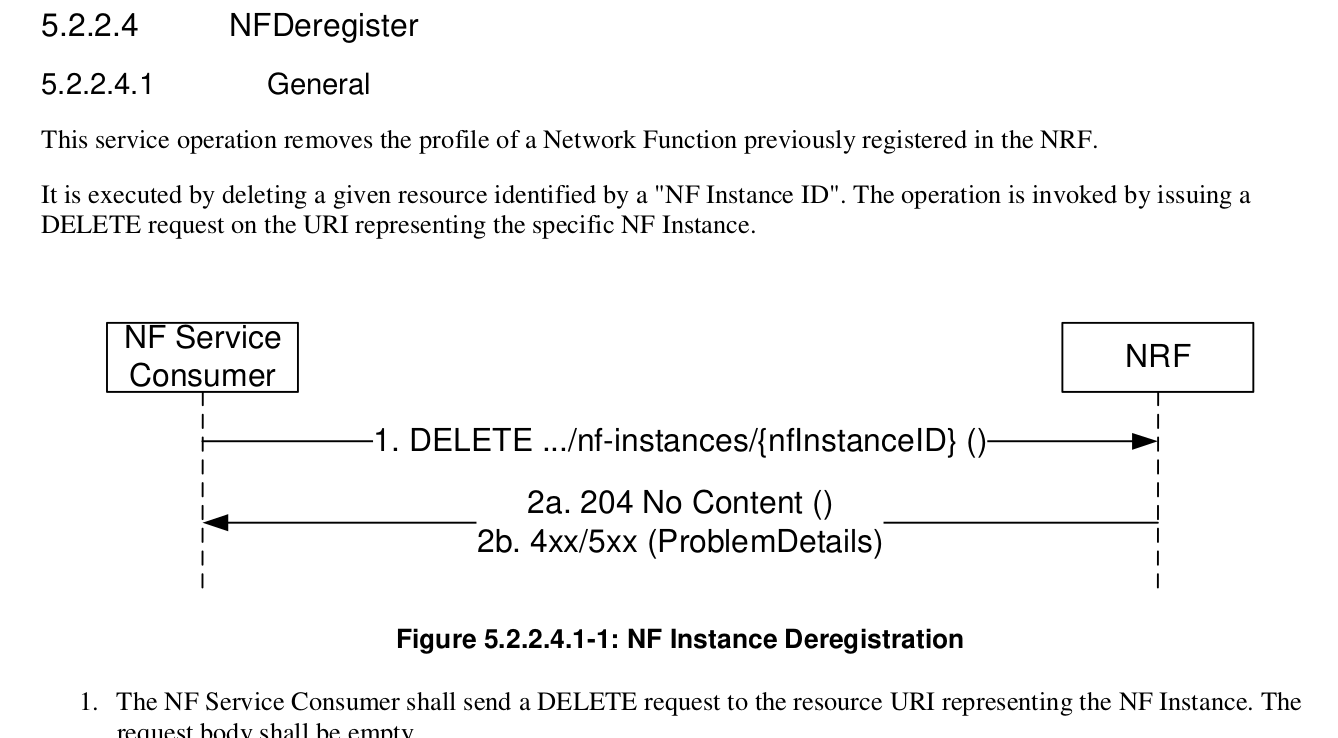 5.2.2.4 NFDeregister
5.2.2.4.1 General
This service operation removes the profile of a Network Function previously registered in the NRF.
It is executed by deleting a given resource identified by a "NF Instance ID". The operation is invoked by issuing a
DELETE request on the URI representing the specific NF Instance.
NF Service
Consumer
NRF
1. DELETE .../nf-instances/{nfInstanceID} ()
2a. 204 No Content ()
2b. 4xx/5xx (ProblemDetails)
Figure 5.2.2.4.1-1: NF Instance Deregistration
1. The NF Service Consumer shall send a DELETE request to the resource URI representing the NF Instance. The
request body shall be empty